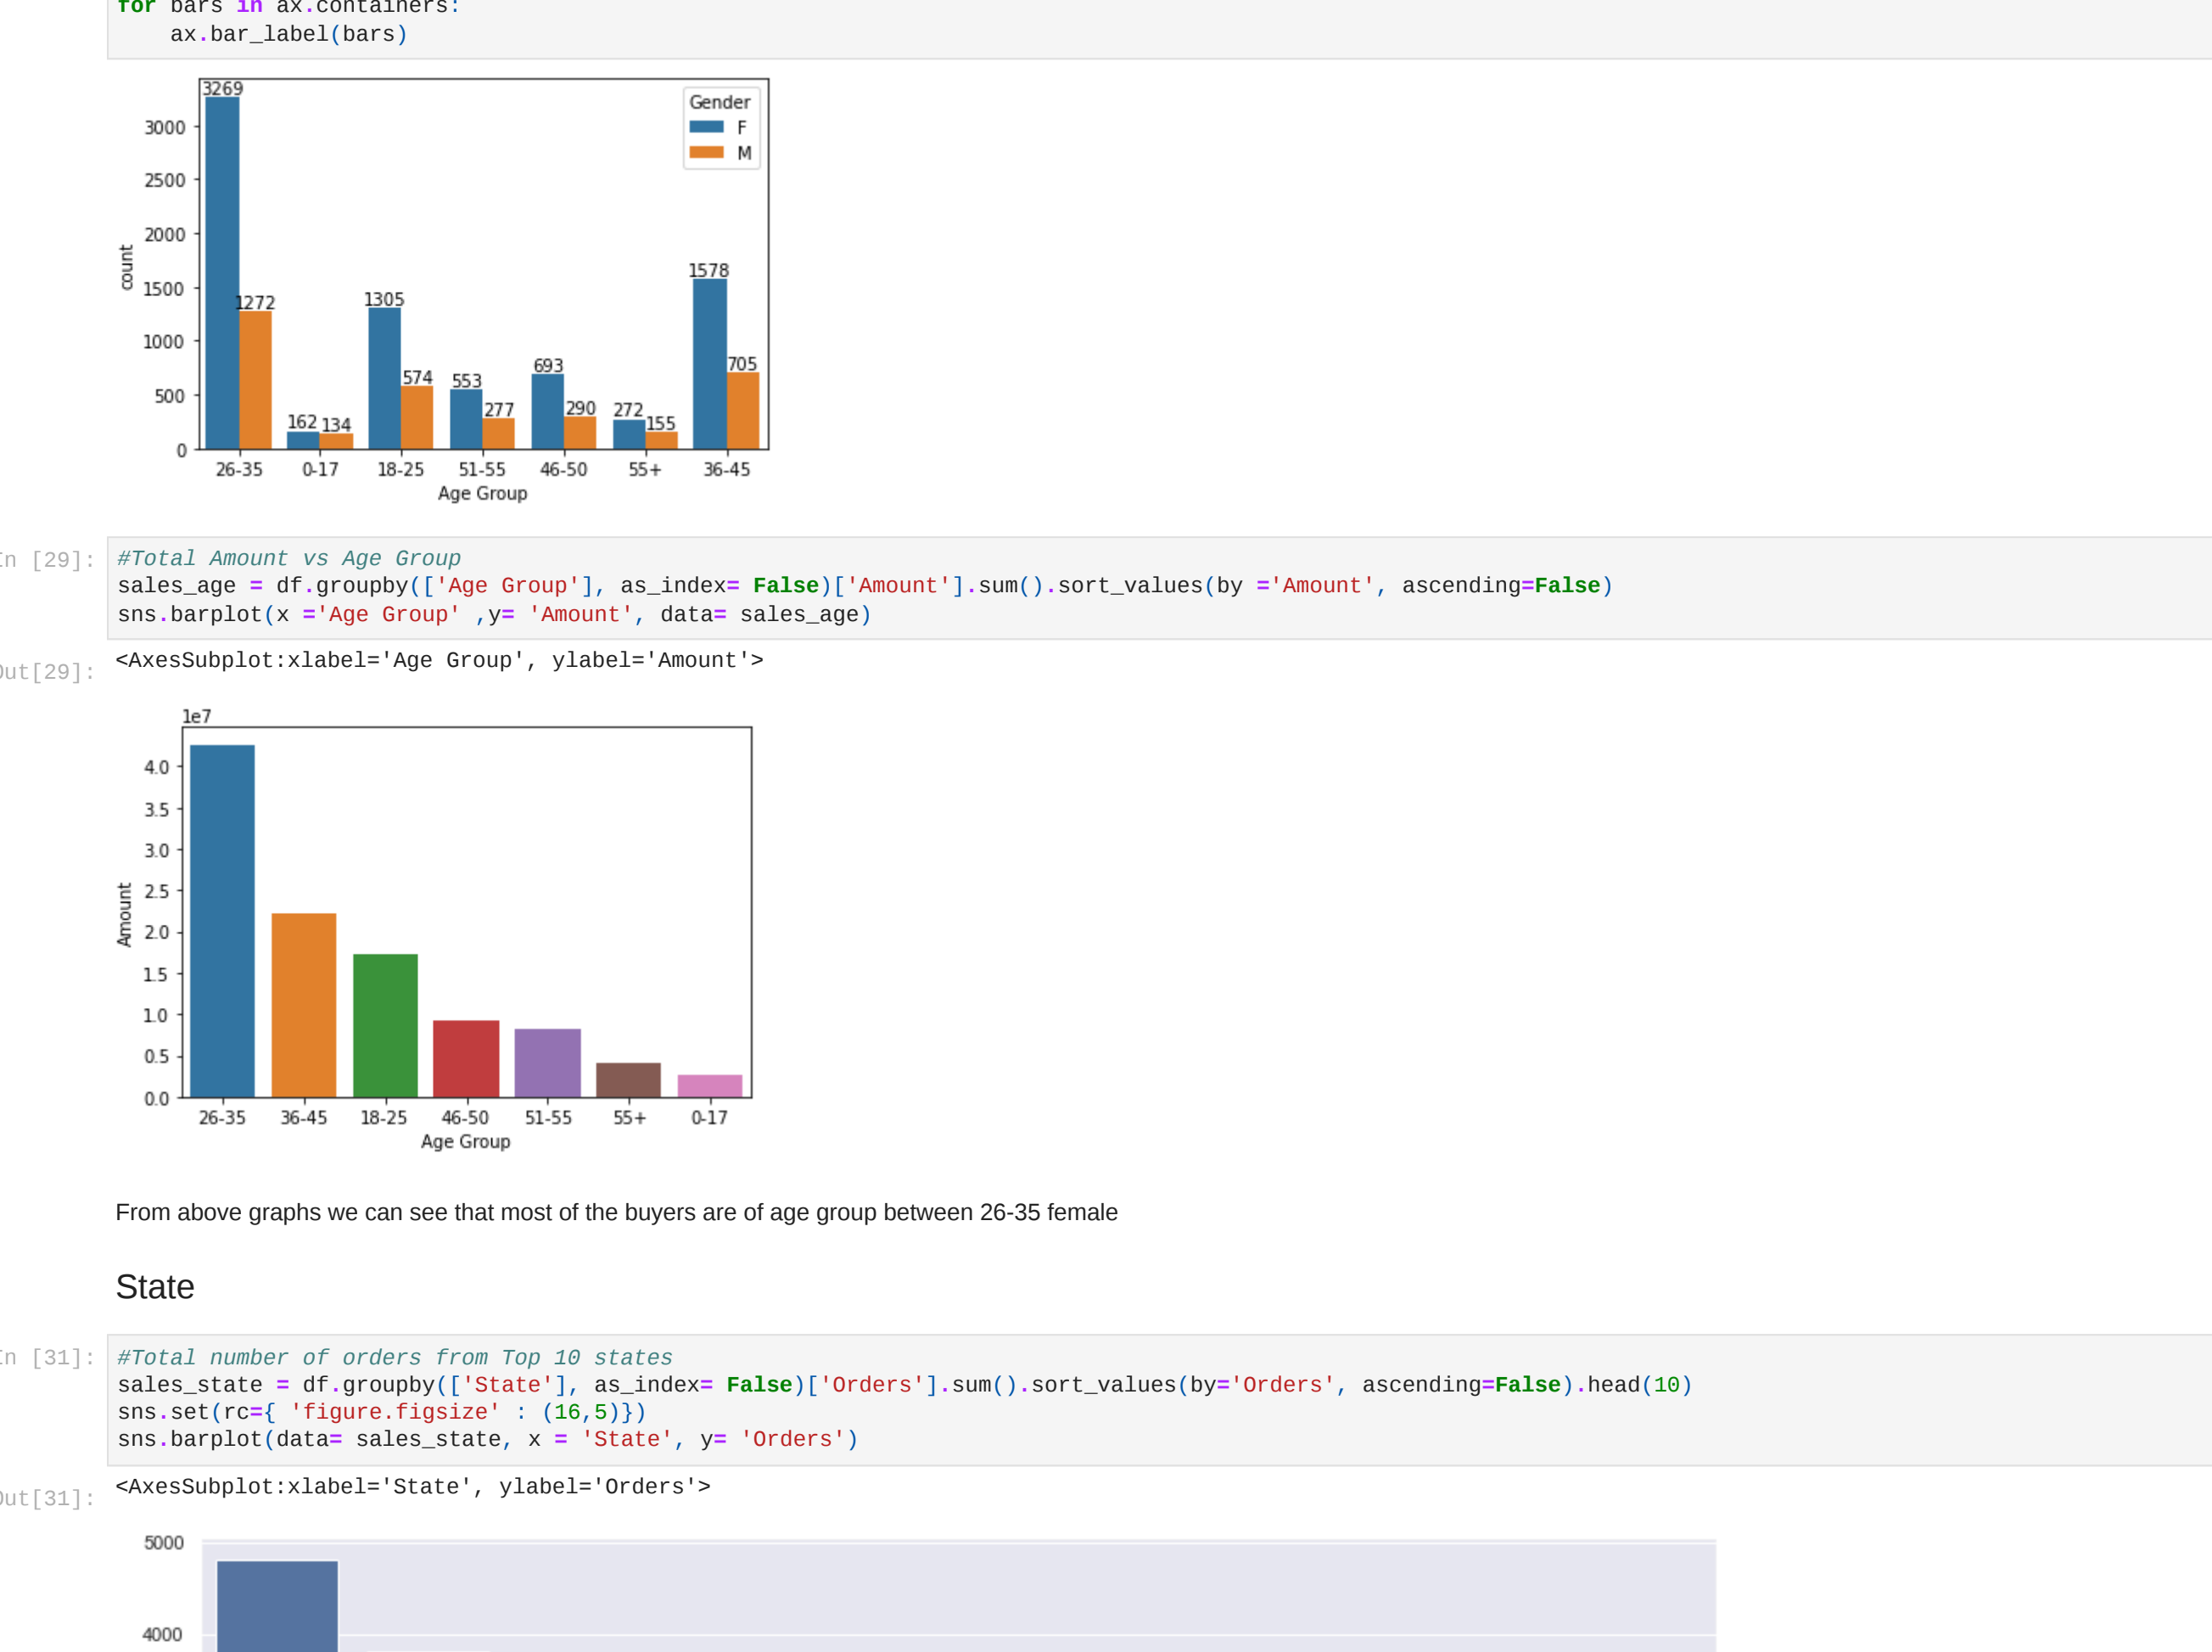 for bars in ax.containers:
    ax.bar_label(bars)
3269
Gender
F
M
3000
2500
2000
1500
1000
500
0
count
1272
162 134
1305
574
553
277
693
290
272
155
1578
705
26-35 0-17 18-25 51-55 46-50 55+ 36-45
Age Group
n [29]:
#Total Amount vs Age Group
sales_age = df.groupby(['Age Group'], as_index= False)['Amount'].sum().sort_values(by ='Amount', ascending=False)
sns.barplot(x ='Age Group' ,y= 'Amount', data= sales_age)
Out[29]:
<AxesSubplot:xlabel='Age Group', ylabel='Amount'>
1e7
4.0
3.5
3.0
2.5
2.0
1.5
1.0
0.5
0.0
Amount
26-35 36-45 18-25 46-50 51-55 55+ 0-17
Age Group
From above graphs we can see that most of the buyers are of age group between 26-35 female
State
n [31]:
#Total number of orders from Top 10 states
sales_state = df.groupby(['State'], as_index= False)['Orders'].sum().sort_values(by='Orders', ascending=False).head(10)
sns.set(rc={ 'figure.figsize' : (16,5)})
sns.barplot(data= sales_state, x = 'State', y= 'Orders')
Out[31]:
<AxesSubplot:xlabel='State', ylabel='Orders'>
5000
4000